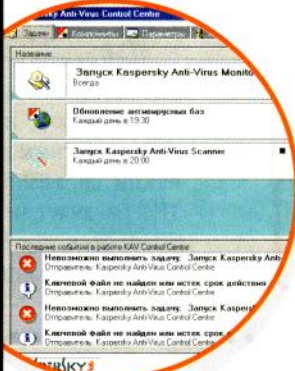 sky Anti-Virus Control Centre
Задачи Компоненты Параметры
Название
Запуск Kaspersky Anti-Virus Monito
Всегда
Обновление антивирусных баз
Каждый день в 19:30
Запуск Kaspersky Anti-Virus Scanner
Каждый день в 20:00
Последние события в работе KAV Control Centre
Невозможно выполнить задачу: Запуск Kaspersky Anti-
Отправитель: Kaspersky Anti-Virus Control Centre
Ключевой файл не найден или истек срок действия
Отправитель: Kaspersky Anti-Virus Control Centre
Невозможно выполнить задачу: Запуск Kaspers
Отправитель: Kaspersky Anti-Virus Control Centre
Ключевой файл не найден или истек срок
Отправитель: Kaspersky Anti-Virus Control Centre